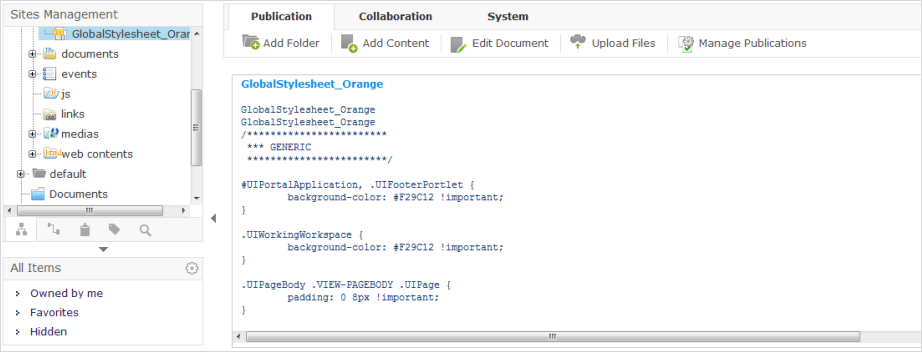 Sites Management
GlobalStylesheet_Oran
documents
events
js
links
medias
web contents
default
Documents
All Items
Owned by me
Favorites
Hidden
Publication Collaboration System
Add Folder Add Content Edit Document Upload Files Manage Publications
GlobalStylesheet_Orange
GlobalStylesheet_Orange
GlobalStylesheet_Orange
/************************
*** GENERIC
************************/
#UIPortalApplication, .UIFooterPortlet {
background-color: #F29C12 !important;
}
.UIWorkingWorkspace {
background-color: #F29C12 !important;
}
.UIPageBody .VIEW-PAGEBODY .UIPage {
padding: 0 8px !important;
}